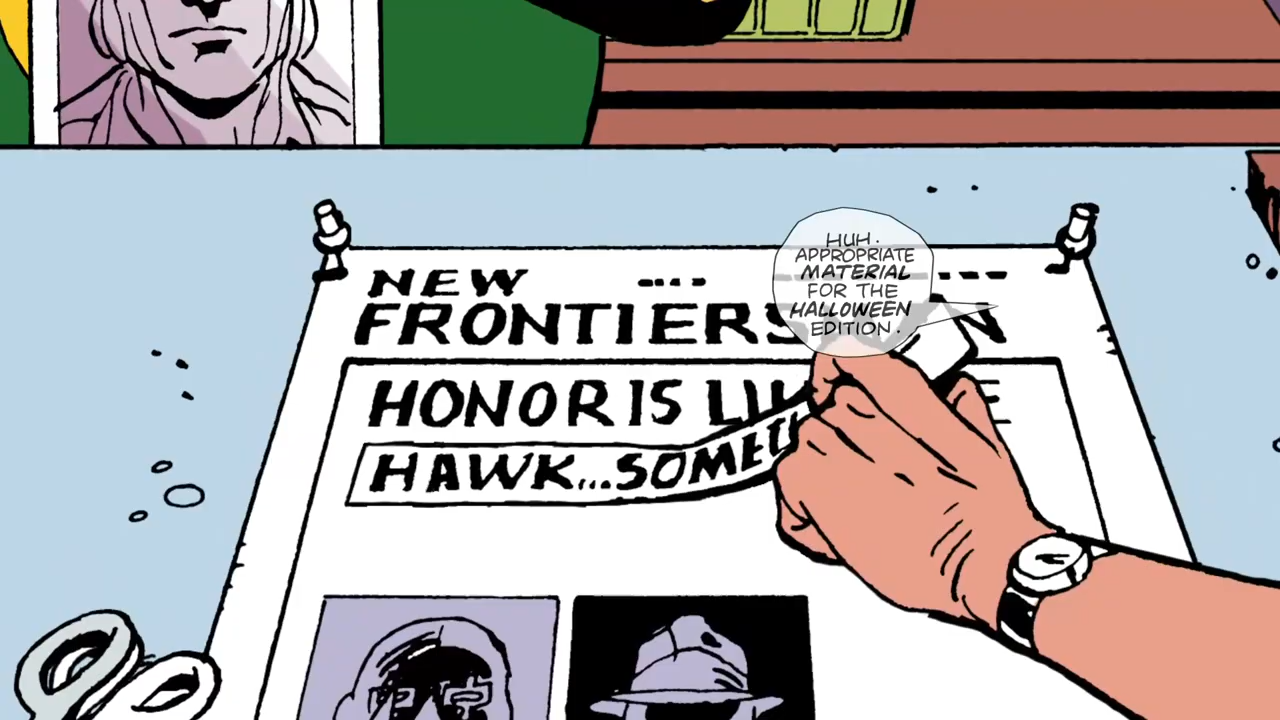 HUH.
APPROPRIATE
MATERIAL
FOR THE
HALLOWEEN
EDITION.
NEW
FRONTIERS
HONOR IS
HAWK...